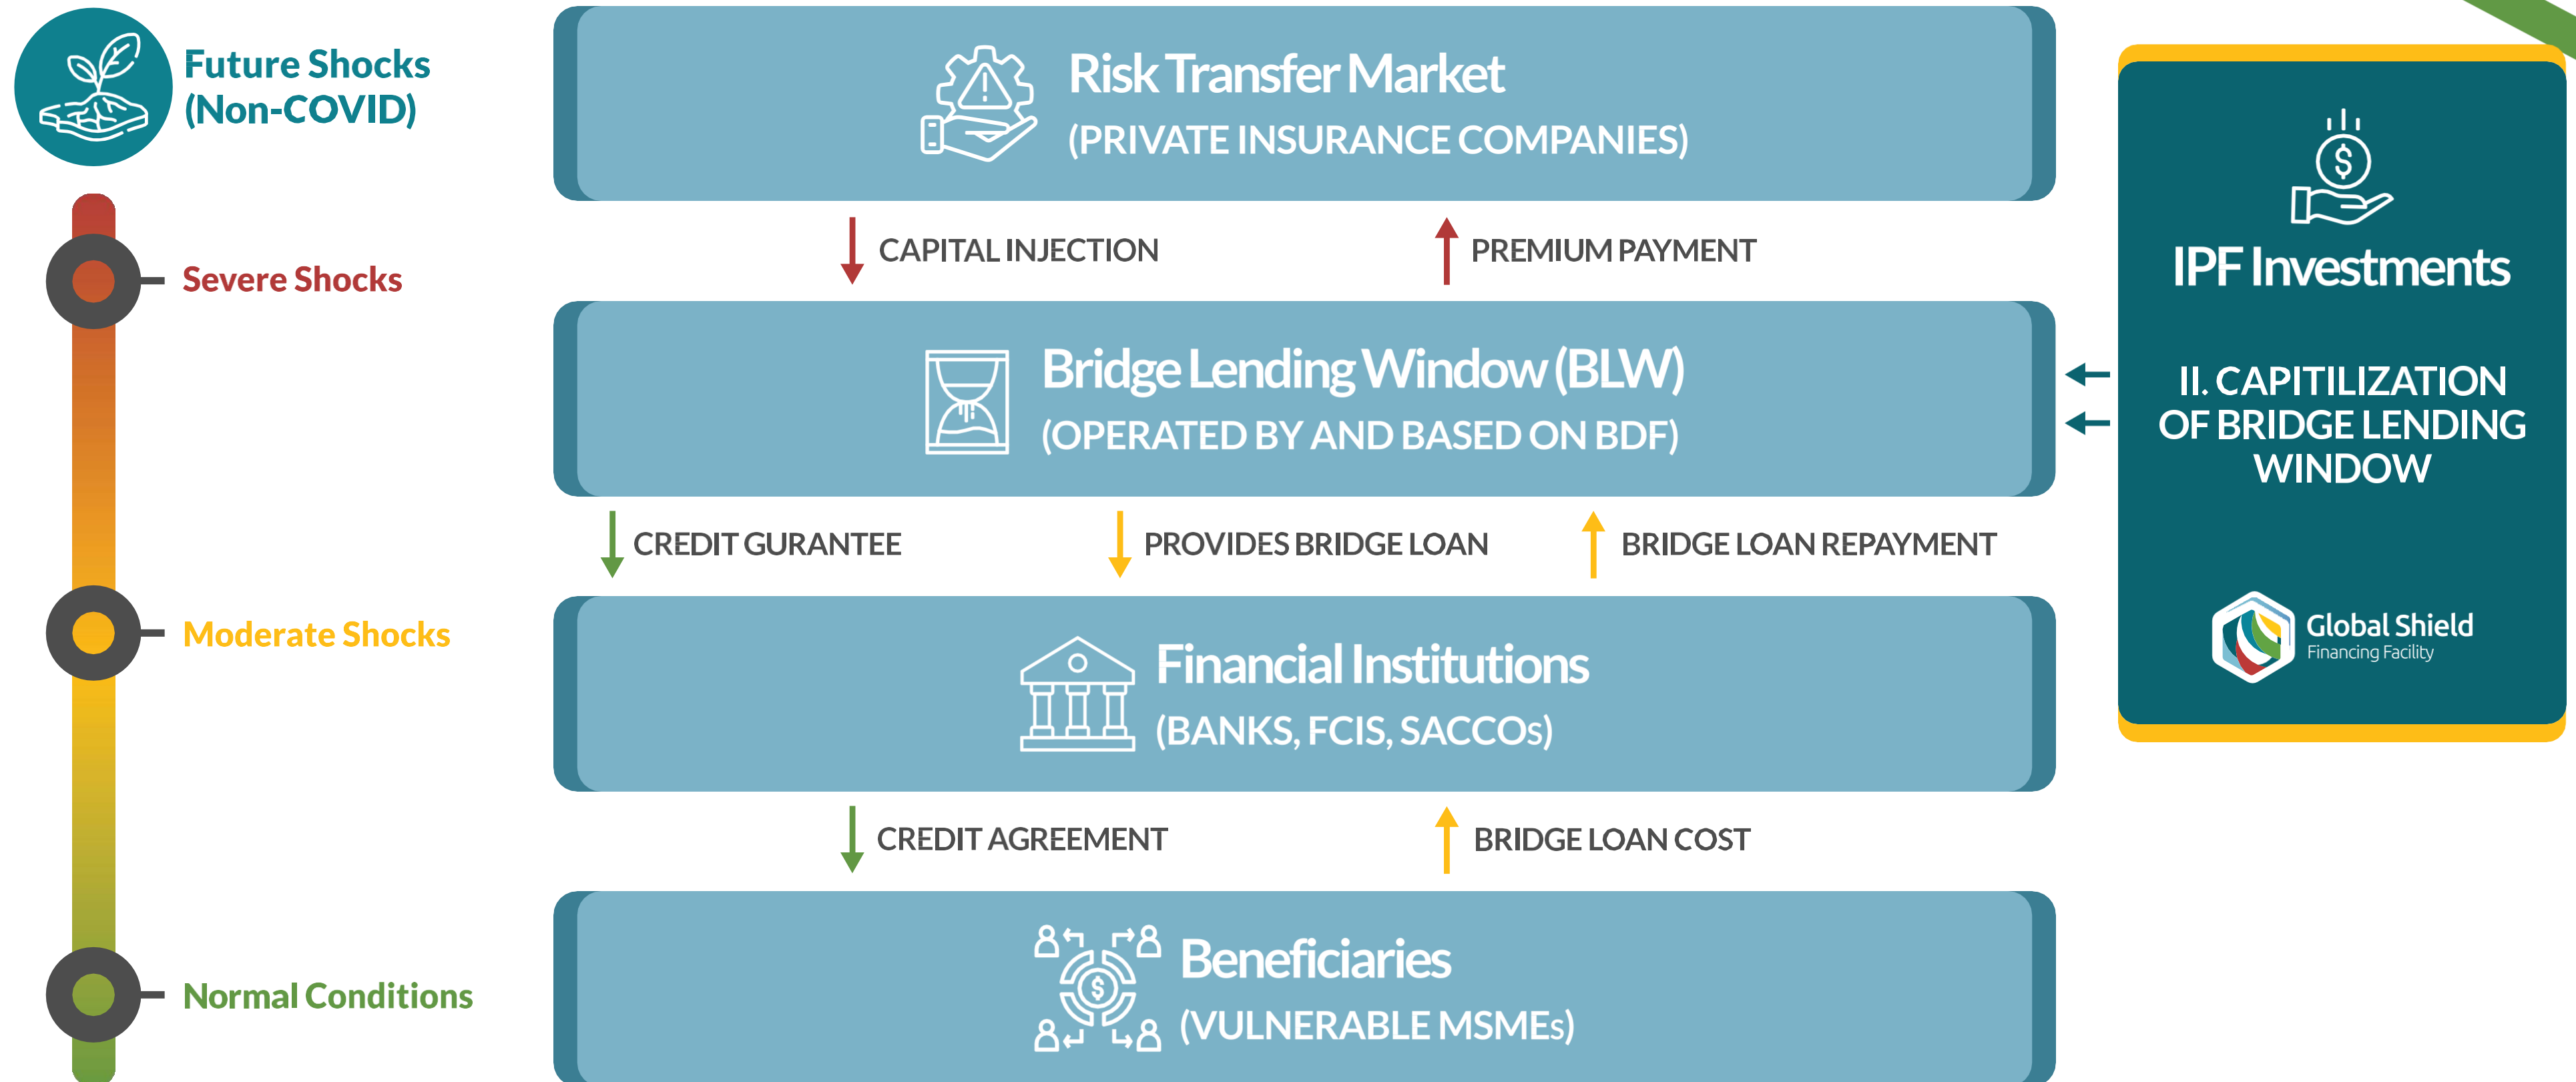 Future Shocks
(Non-COVID)
Severe Shocks
Moderate Shocks
Normal Conditions
Risk Transfer Market
(PRIVATE INSURANCE COMPANIES)
CAPITAL INJECTION
PREMIUM PAYMENT
Bridge Lending Window (BLW)
(OPERATED BY AND BASED ON BDF)
CREDIT GURANTEE
PROVIDES BRIDGE LOAN
BRIDGE LOAN REPAYMENT
Financial Institutions
(BANKS, FCIS, SACCOs)
CREDIT AGREEMENT
BRIDGE LOAN COST
Beneficiaries
(VULNERABLE MSMEs)
IPF Investments
II. CAPITILIZATION
OF BRIDGE LENDING
WINDOW
Global Shield
Financing Facility